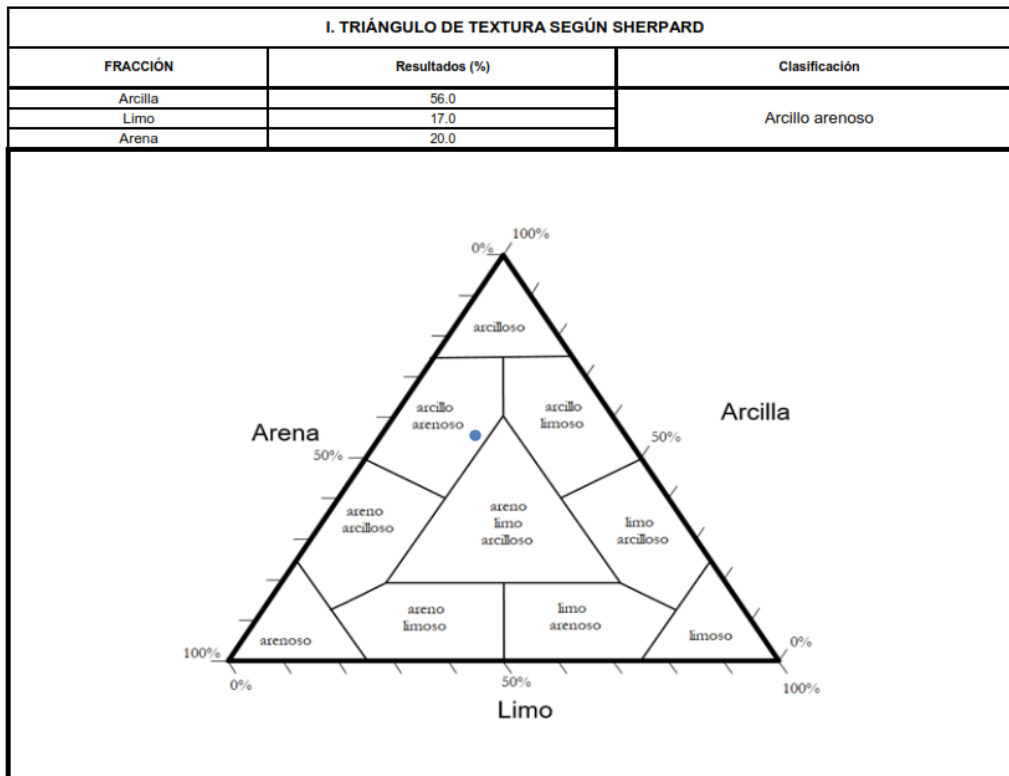 I. TRIÁNGULO DE TEXTURA SEGÚN SHERPARD
FRACCIÓN Resultados (%) Clasificación
Arcilla 56.0
Limo 17.0
Arena 20.0
Arcillo arenoso
0% 100%
arcilloso
arcillo
arenoso
arcillo
limoso
Arena
Arcilla
50%
50%
areno
arcilloso
areno
limo
arcilloso
limo
arcilloso
arenoso
areno
limoso
limo
arenoso
limoso
100%
0%
0%
50%
100%
Limo